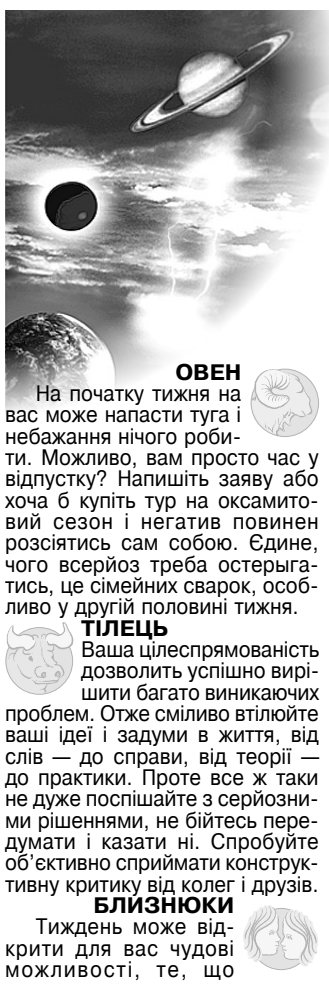 ОВЕН
На початку тижня на
вас може напасти туга і
небажання нічого роби-
ти. Можливо, вам просто час у
відпустку? Напишіть заяву або
хоча б купіть тур на оксамито-
вий сезон і негатив повинен
розсіятись сам собою. Єдине,
чого всерйоз треба остерыга-
тись, це сімейних сварок, особ-
ливо у другій половині тижня.
ТІЛЕЦЬ
Ваша цілеспрямованість
дозволить успішно вирі-
шити багато виникаючих
проблем. Отже сміливо втілюйте
ваші ідеї і задуми в життя, від
слів — до справи, від теорії —
до практики. Проте все ж таки
не дуже поспішайте з серйозни-
ми рішеннями, не бійтесь пере-
думати і казати ні. Спробуйте
об’єктивно сприймати конструк-
тивну критику від колег і друзів.
БЛИЗНЮКИ
Тиждень може від-
крити для вас чудові
можливості, те, що